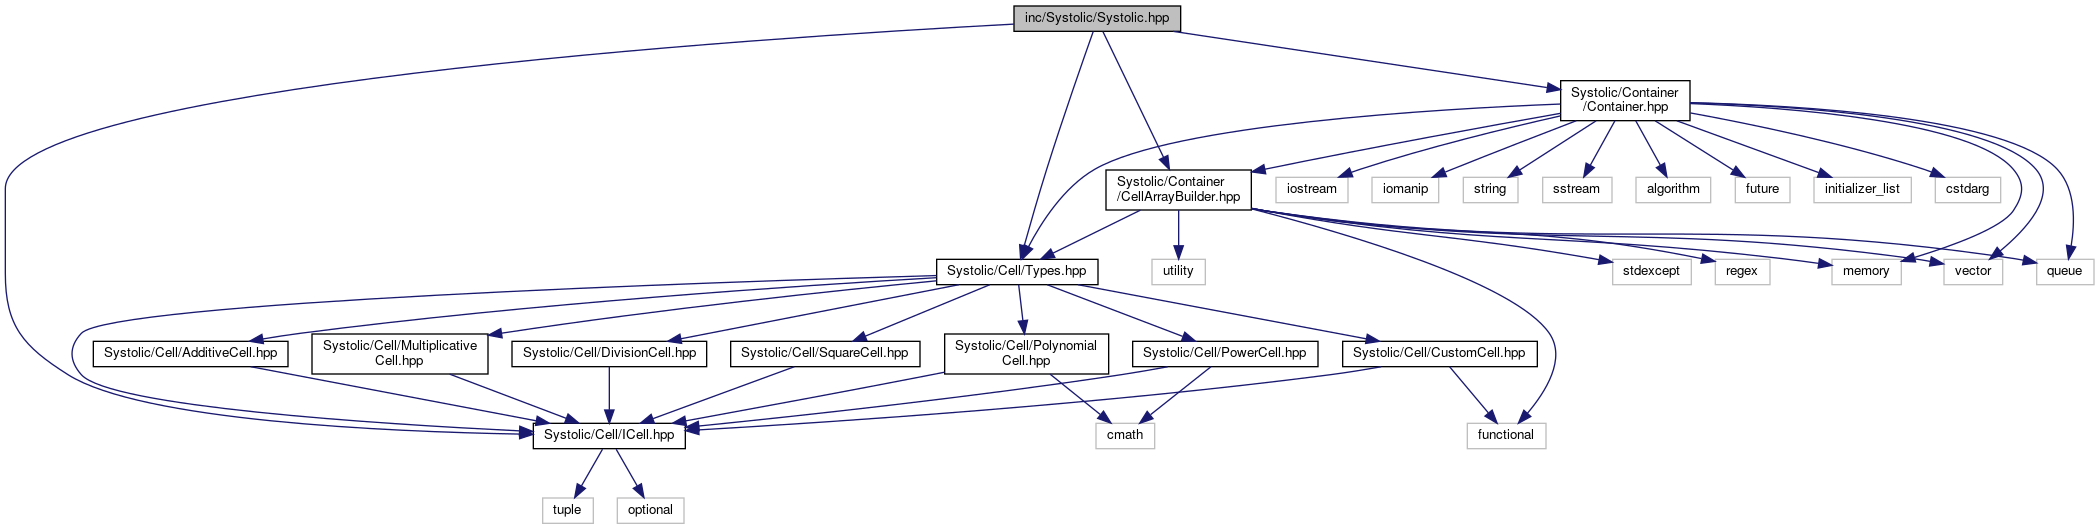 inc/Systolic/Systolic.hpp
Systolic/Container
/Container.hpp
Systolic/Container
/CellArrayBuilder.hpp
iostream
iomanip
string
sstream
algorithm
future
initializer_list
cstdarg
Systolic/Cell/Types.hpp
utility
stdexcept
regex
memory
vector
queue
Systolic/Cell/AdditiveCell.hpp
Systolic/Cell/Multiplicative
Cell.hpp
Systolic/Cell/DivisionCell.hpp
Systolic/Cell/SquareCell.hpp
Systolic/Cell/Polynomial
Cell.hpp
Systolic/Cell/PowerCell.hpp
Systolic/Cell/CustomCell.hpp
Systolic/Cell/ICell.hpp
cmath
functional
tuple
optional